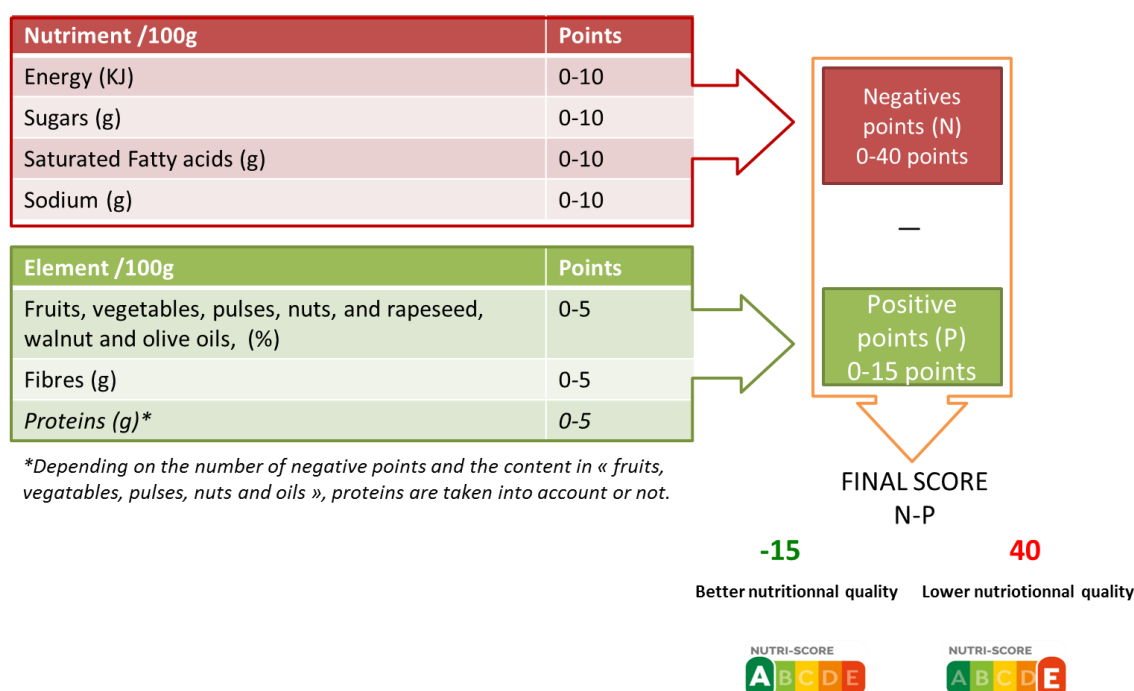 Nutriment /100g Points
Energy (KJ) 0-10
Sugars (g) 0-10
Saturated Fatty acids (g) 0-10
Sodium (g) 0-10
Element /100g Points
Fruits, vegetables, pulses, nuts, and rapeseed, 0-5
walnut and olive oils, (%)
Fibres (g) 0-5
Proteins (g)* 0-5
*Depending on the number of negative points and the content in « fruits,
vegatables, pulses, nuts and oils », proteins are taken into account or not.
Negatives
points (N)
0-40 points
—
Positive
points (P)
0-15 points
FINAL SCORE
N-P
-15 40
Better nutritionnal quality Lower nutriotionnal quality
NUTRI-SCORE NUTRI-SCORE
A B C D E A B C D E